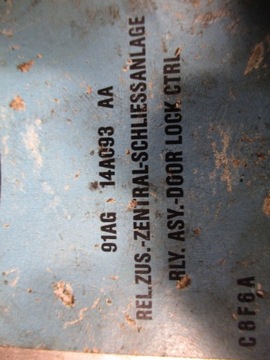 91AG 14A093 AA
REL.ZUS.-ZENTRAL-SCHLIESSANLAGE
RLY. ASY.-DOOR LOCK CTRL
C8F6A